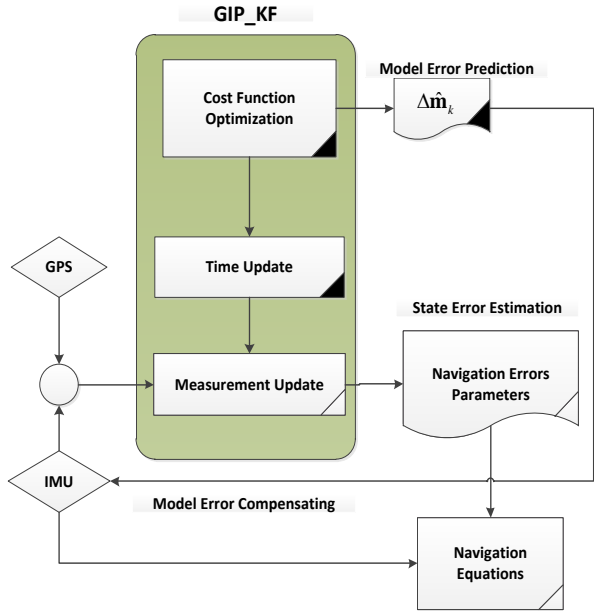 GIP_KF
Model Error Prediction
Cost Function
Optimization
Δm̂ₖ
GPS
Time Update
State Error Estimation
Measurement Update
Navigation Errors
Parameters
IMU
Model Error Compensating
Navigation
Equations